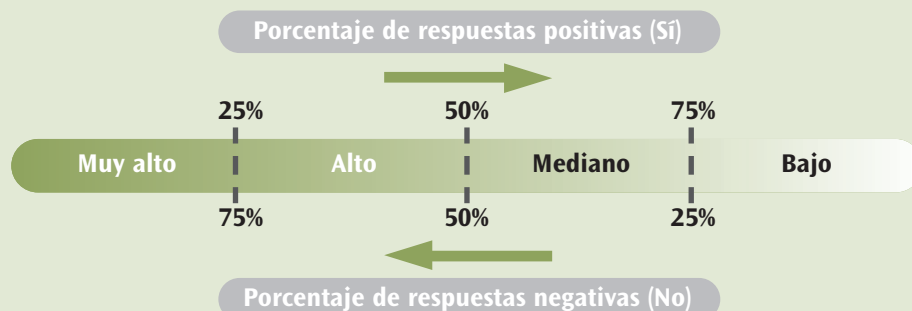 Porcentaje de respuestas positivas (Sí)
25% 50% 75%
Muy alto Alto Mediano Bajo
75% 50% 25%
Porcentaje de respuestas negativas (No)